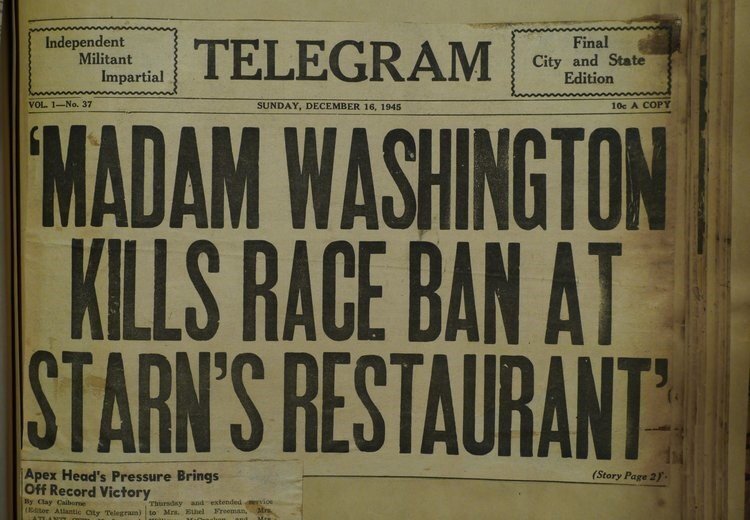 Independent
Militant
Impartial
TELEGRAM
Final
City and State
Edition
VOL. 1—No. 37
SUNDAY, DECEMBER 16, 1945
10c A COPY
'MADAM WASHINGTON
KILLS RACE BAN AT
STARN'S RESTAURANT'
(Story Page 2)
Apex Head's Pressure Brings
Off Record Victory
By Clay Caiborne
(Editor Atlantic City Telegram)
Thursday and extended service
to Mrs. Ethel Freeman, Mrs.